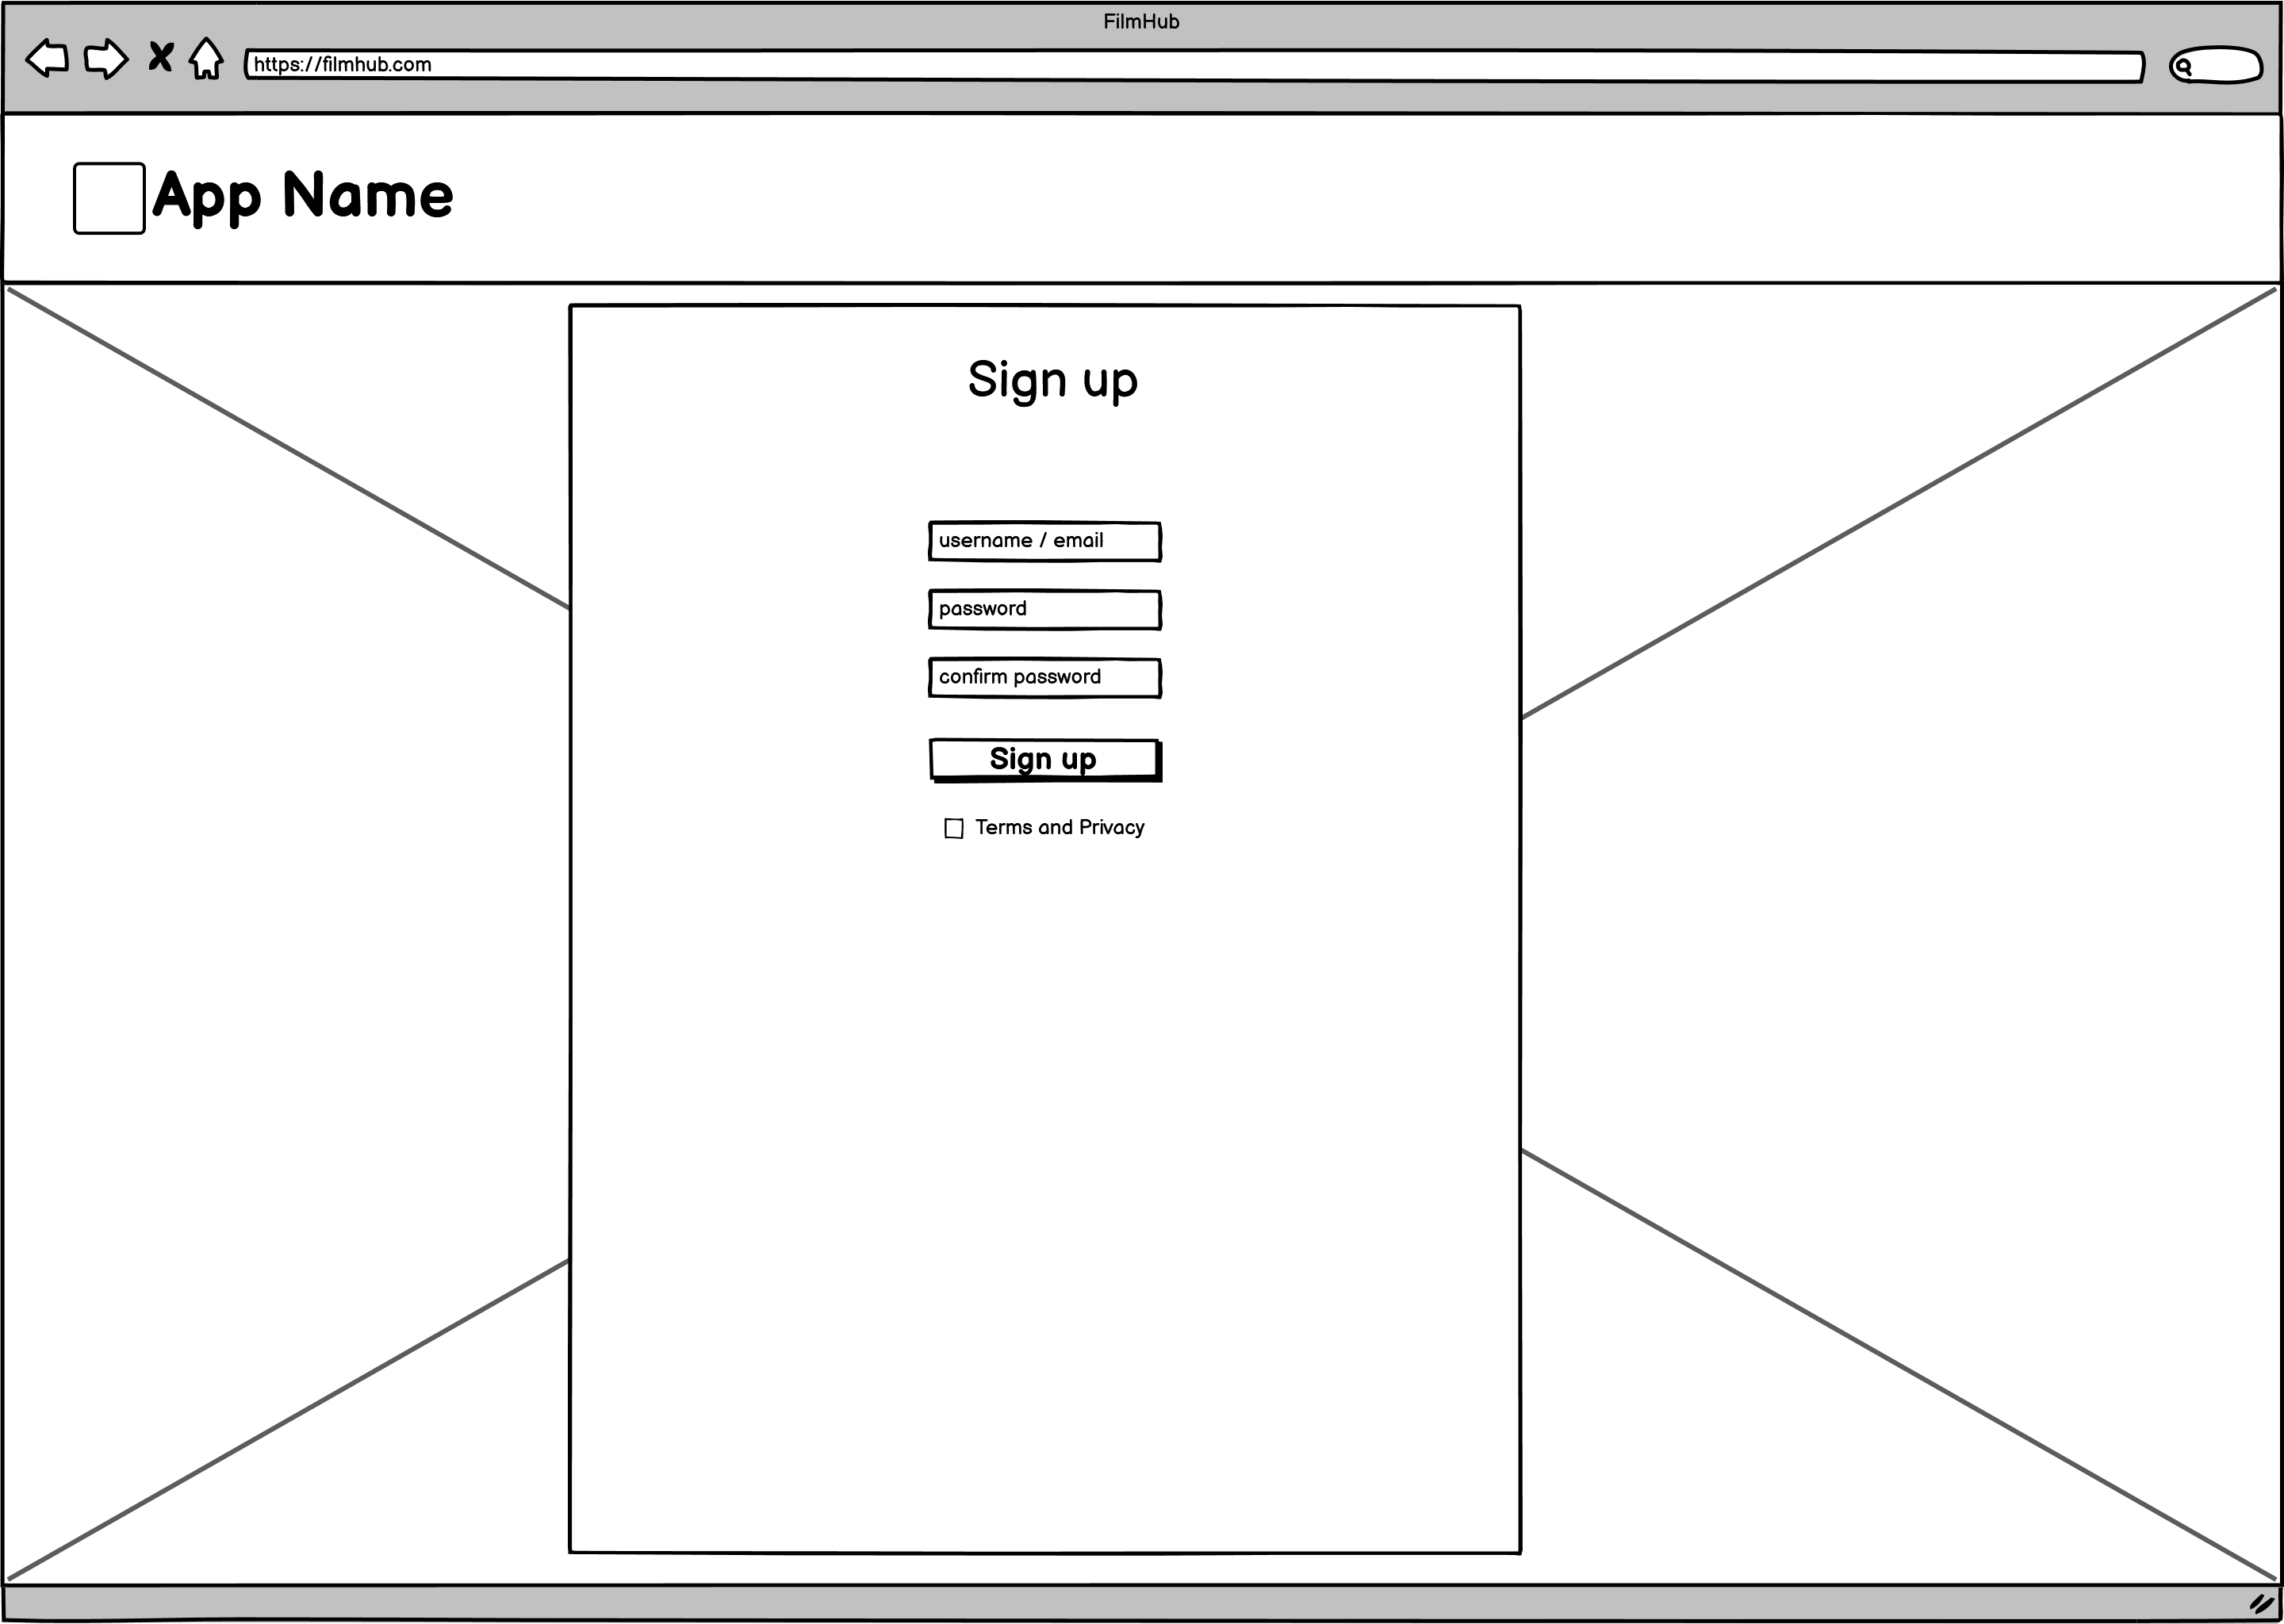 FilmHub
https://filmhub.com
App Name
Sign up
username / email
password
confirm password
Sign up
Terms and Privacy